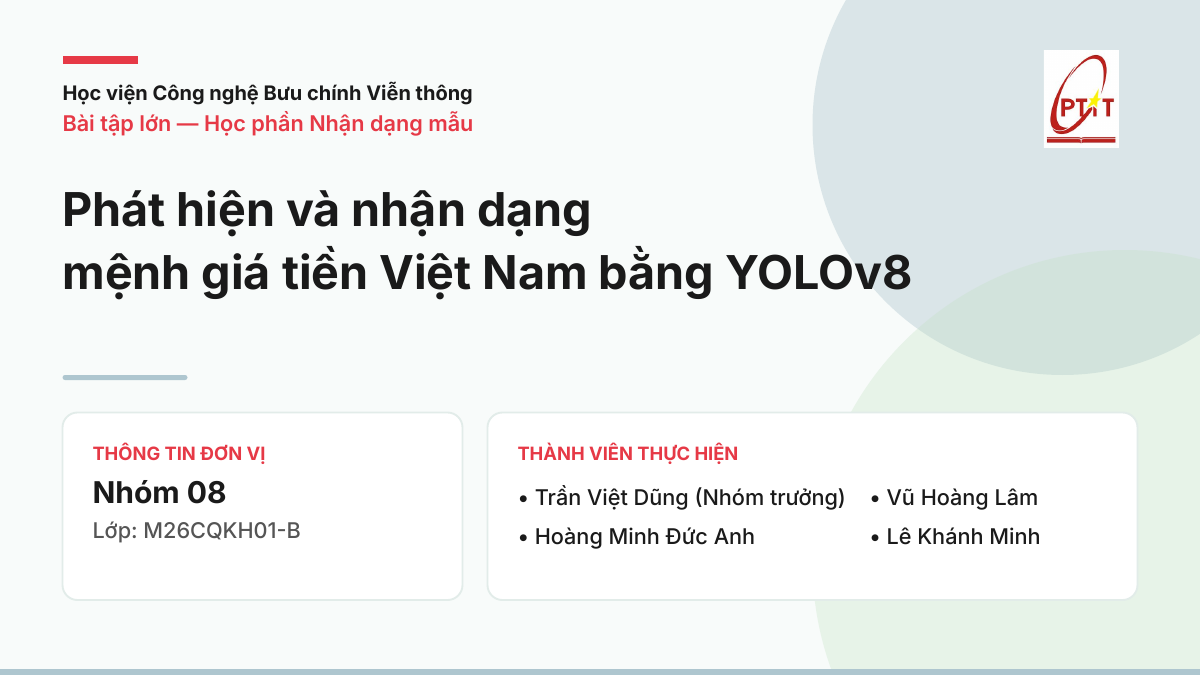 Học viện Công nghệ Bưu chính Viễn thông
Bài tập lớn — Học phần Nhận dạng mẫu
PTIT
Phát hiện và nhận dạng
mệnh giá tiền Việt Nam bằng YOLOv8
THÔNG TIN ĐƠN VỊ
Nhóm 08
Lớp: M26CQKH01-B
THÀNH VIÊN THỰC HIỆN
• Trần Việt Dũng (Nhóm trưởng)
• Vũ Hoàng Lâm
• Hoàng Minh Đức Anh
• Lê Khánh Minh